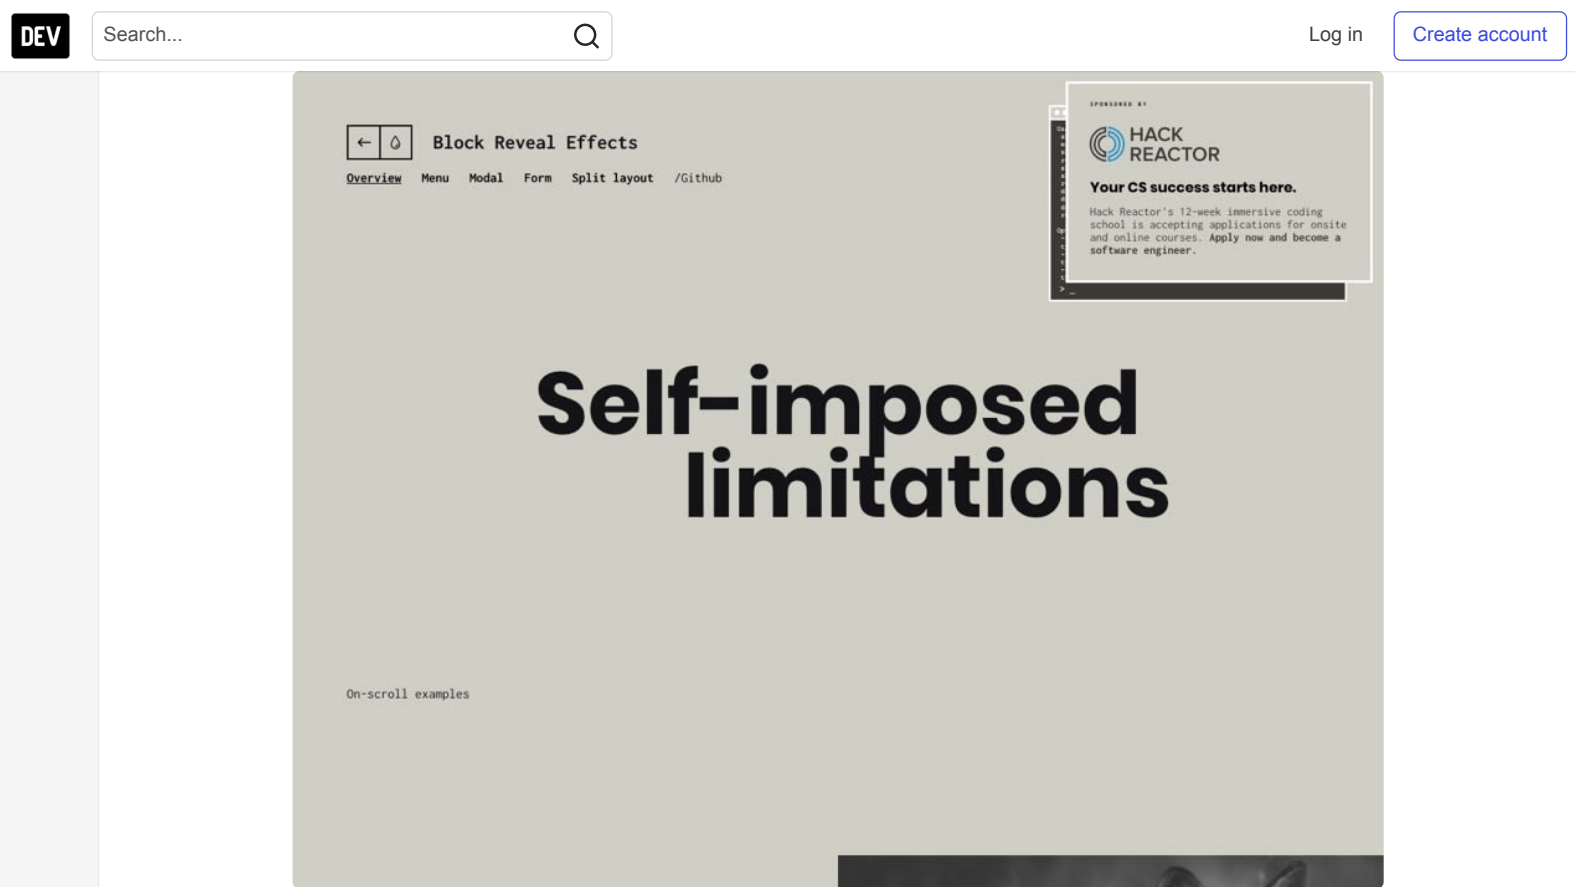 DEV
Search...
Log in
Create account
Block Reveal Effects
Overview Menu Modal Form Split layout /Github
SPONSORED BY
HACK
REACTOR
Your CS success starts here.
Hack Reactor's 12-week immersive coding
school is accepting applications for onsite
and online courses. Apply now and become a
software engineer.
> _
Self-imposed
limitations
On-scroll examples